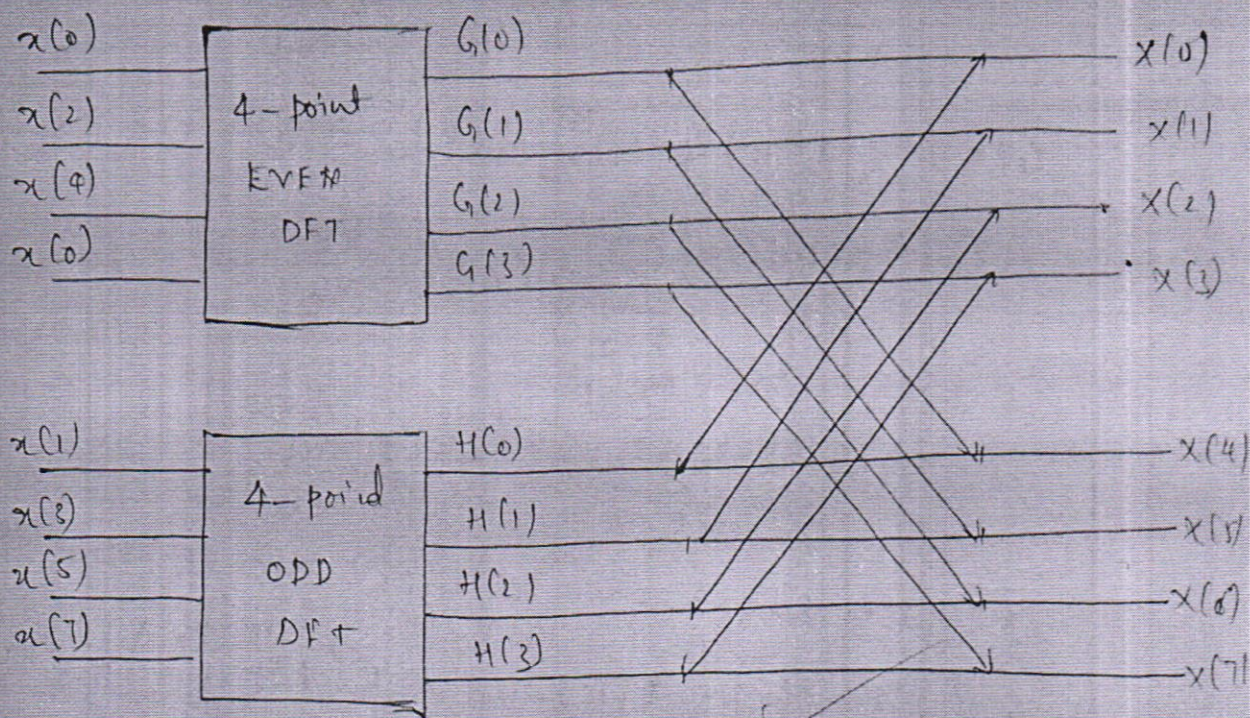 x(0)
x(2)
x(4)
x(0)
4-point
EVEN
DFT
G(0)
G(1)
G(2)
G(3)
X(0)
X(1)
X(2)
X(3)
x(1)
x(3)
x(5)
x(7)
4-point
ODD
DFT
H(0)
H(1)
H(2)
H(3)
X(4)
X(5)
X(6)
X(7)